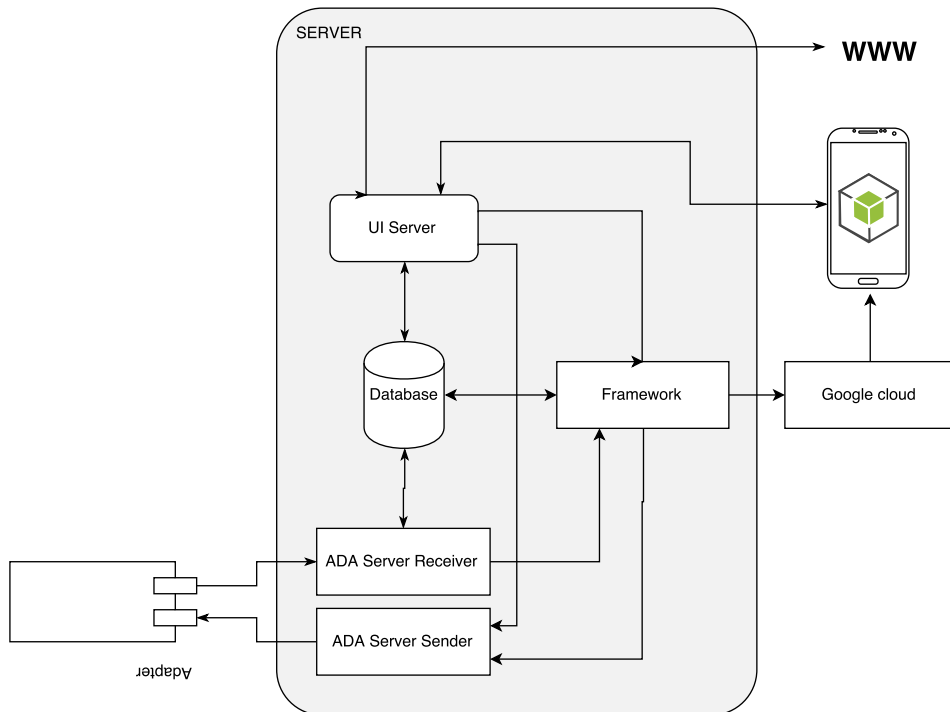 SERVER
WWW
UI Server
Database
Framework
Google cloud
ADA Server Receiver
ADA Server Sender
Adapter